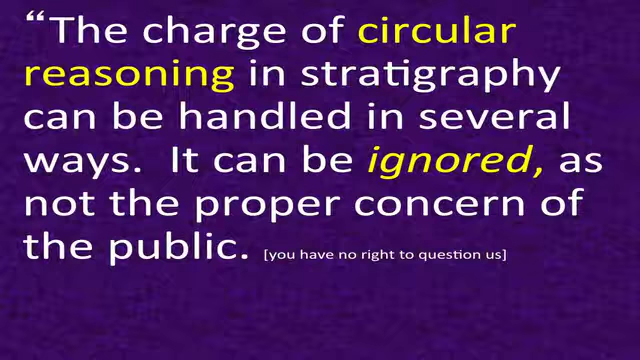 “The charge of circular
reasoning in stratigraphy
can be handled in several
ways.  It can be ignored, as
not the proper concern of
the public. [you have no right to question us]